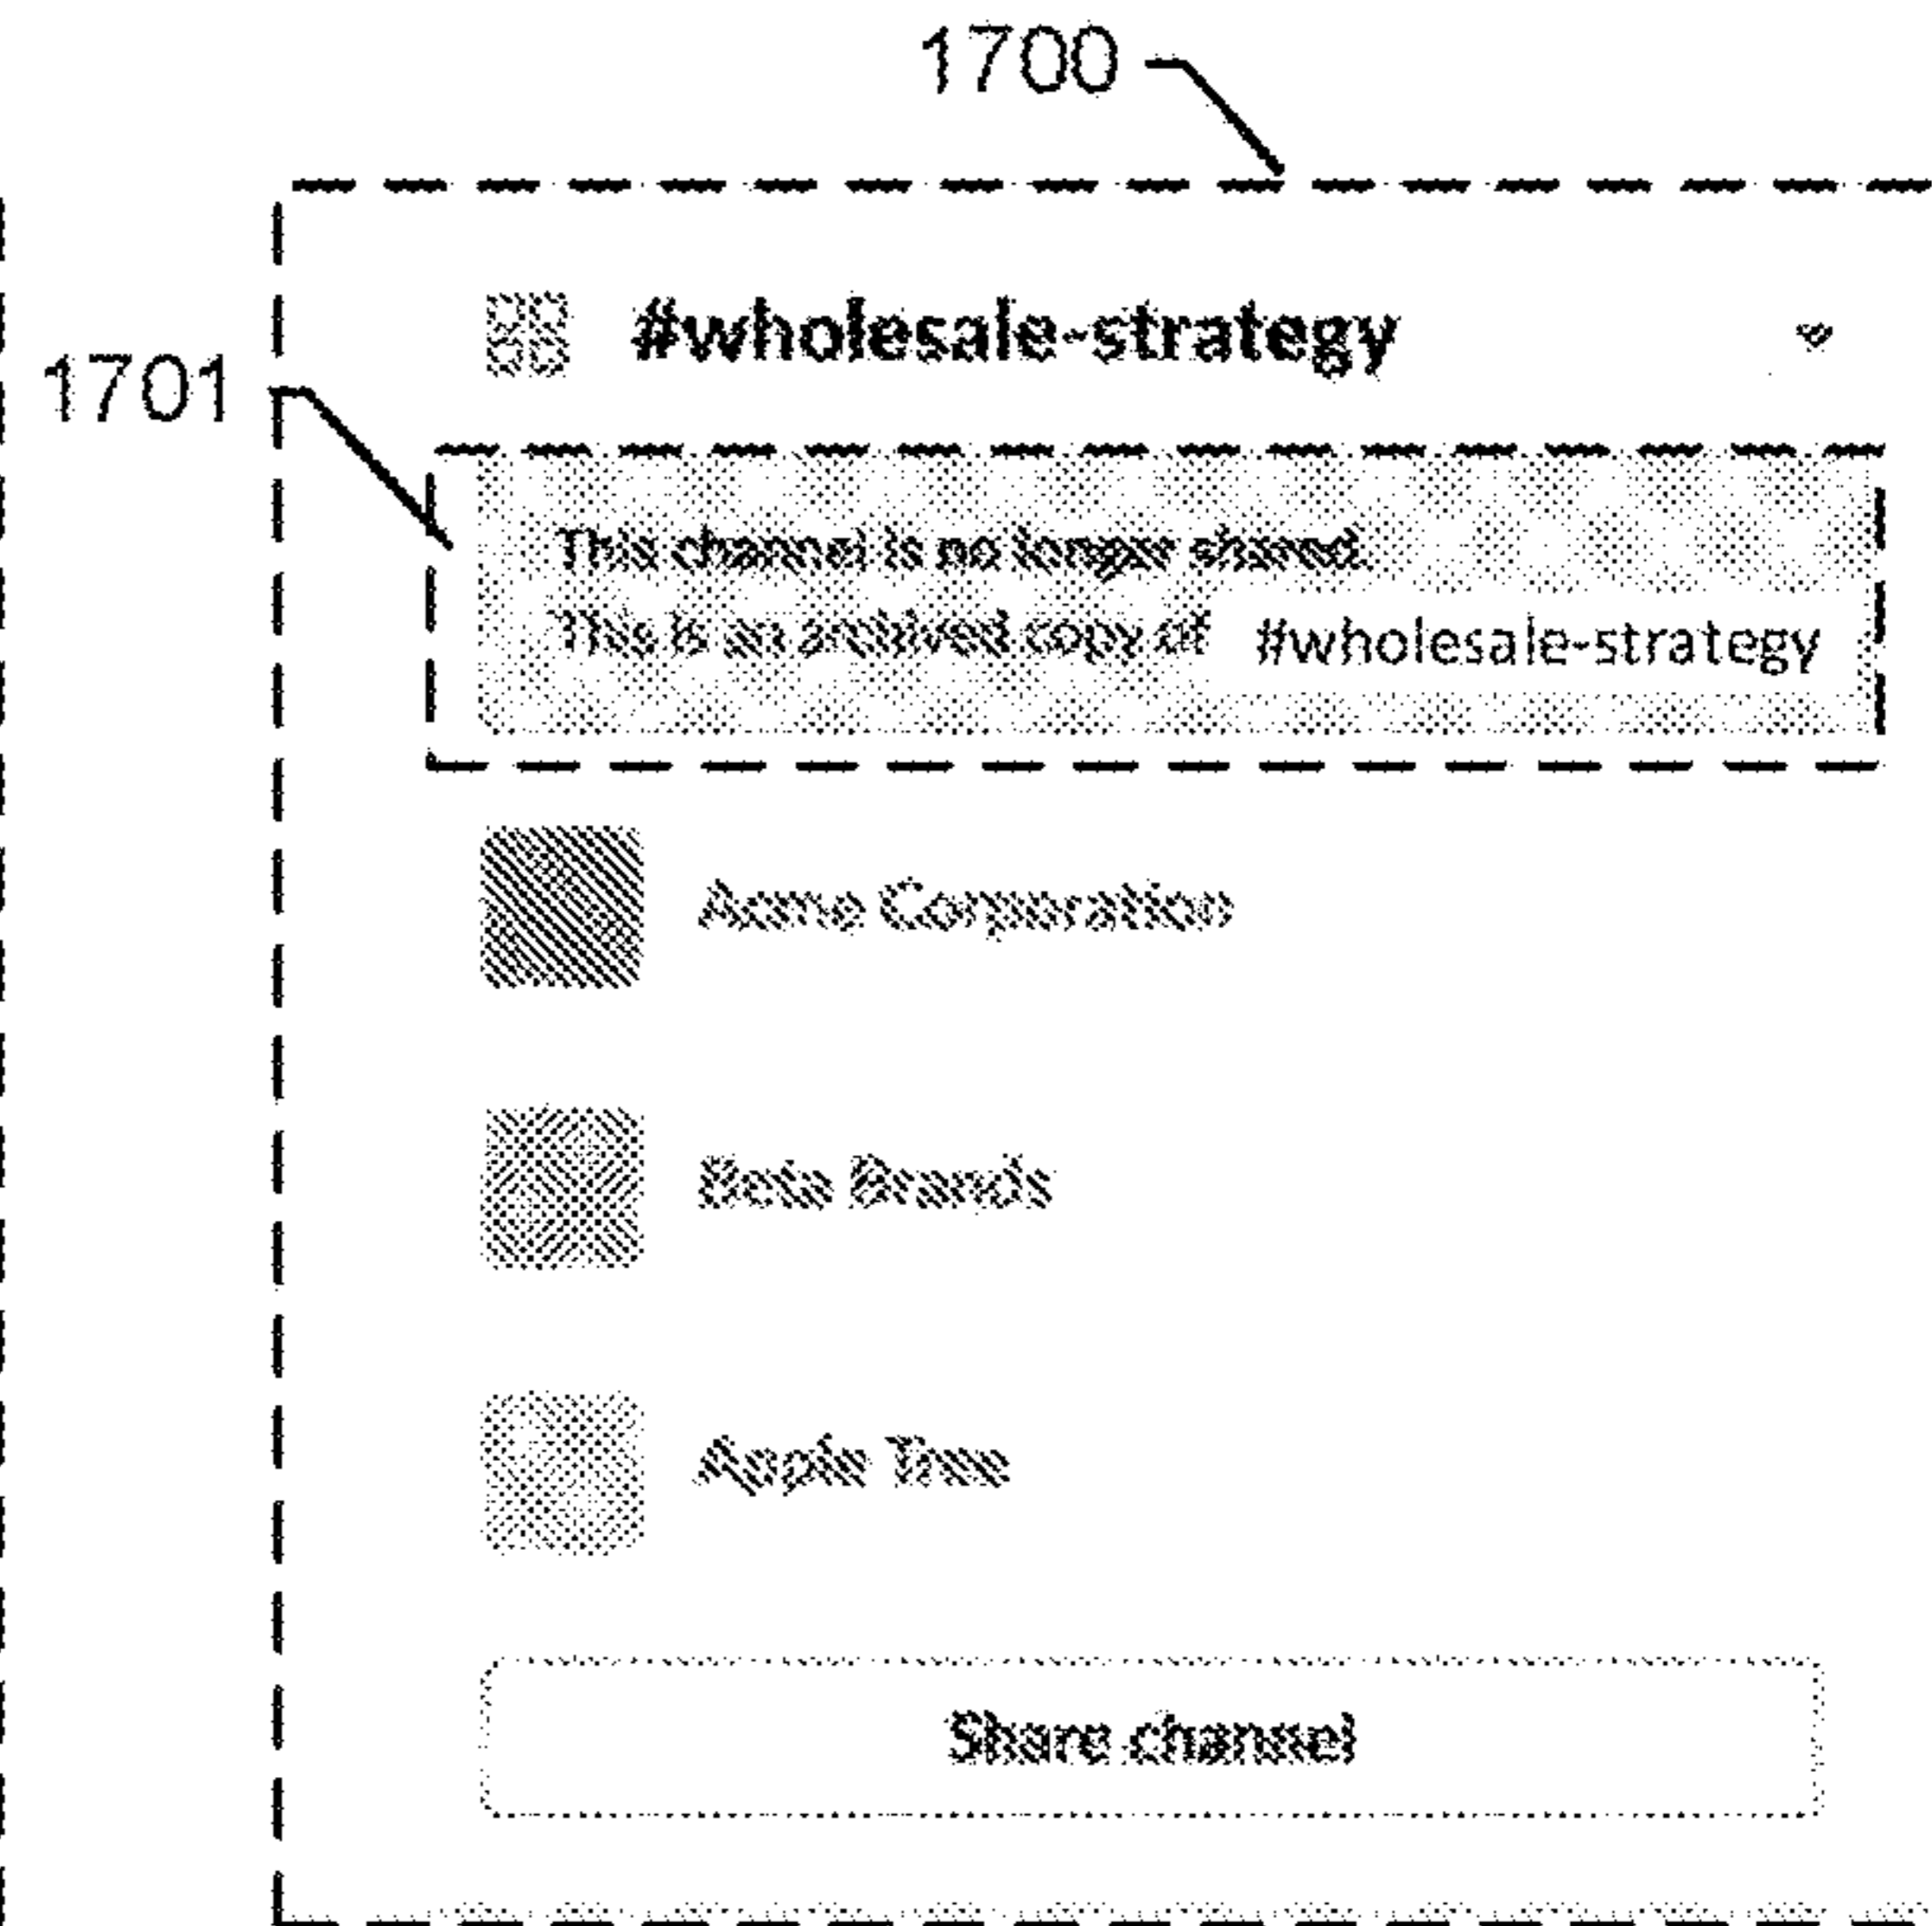 1700
#wholesale-strategy
1701
This channel is no longer shared.
This is an archived copy of #wholesale-strategy
Acme Corporation
Beta Brands
Apple Tree
Share channel